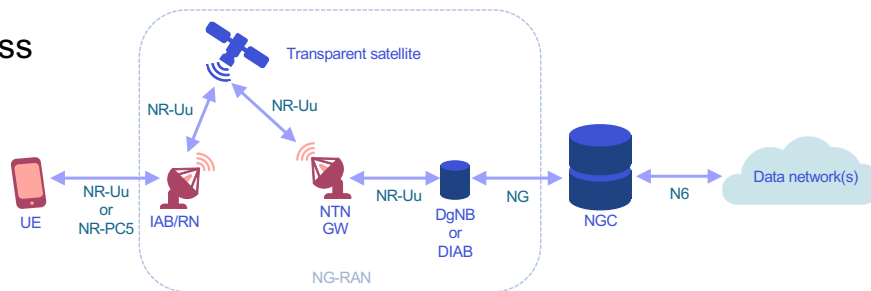 ss
Transparent satellite
NR-Uu
NR-Uu
NR-Uu
or
NR-PC5
UE
IAB/RN
NTN
GW
NR-Uu
DgNB
or
DIAB
NG
NGC
N6
Data network(s)
NG-RAN